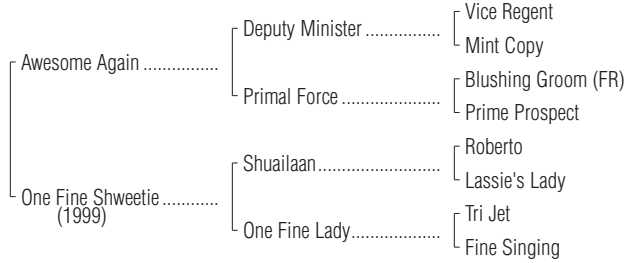 Vice Regent
Deputy Minister ..................
Mint Copy
Awesome Again ...............
Blushing Groom (FR)
Primal Force ....................
Prime Prospect
Roberto
Shuailaan.........................
Lassie's Lady
One Fine Shweetie ...........
(1999)
Tri Jet
One Fine Lady..................
Fine Singing